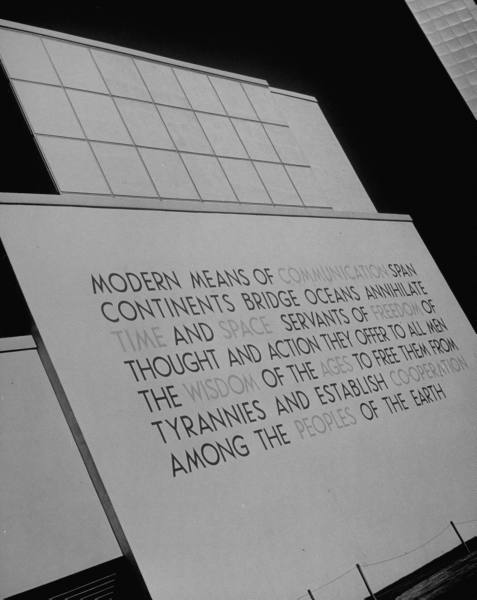 MODERN MEANS OF COMMUNICATION SPAN
CONTINENTS BRIDGE OCEANS ANNIHILATE
TIME AND SPACE SERVANTS OF FREEDOM OF
THOUGHT AND ACTION THEY OFFER TO ALL MEN
THE WISDOM OF THE AGES TO FREE THEM FROM
TYRANNIES AND ESTABLISH COOPERATION
AMONG THE PEOPLES OF THE EARTH